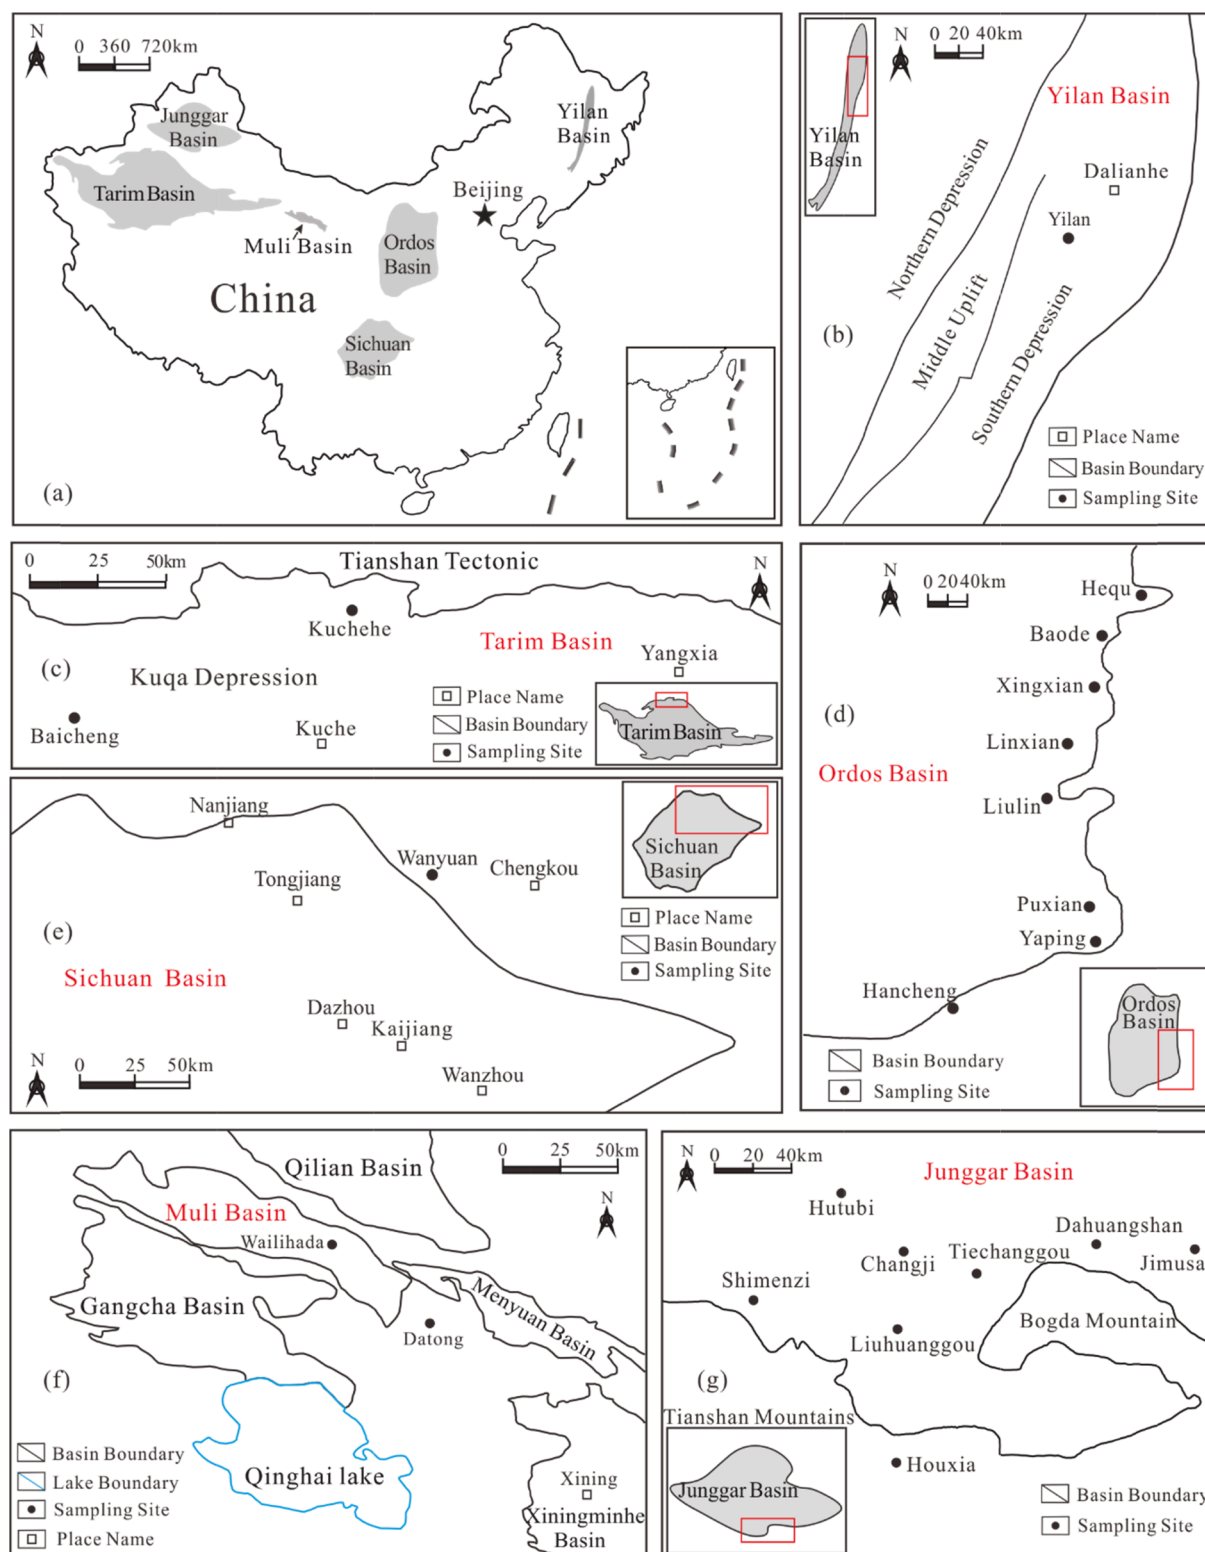 N
0 360 720km
Junggar
Basin
Tarim Basin
Muli Basin
Yilan
Basin
Beijing
Ordos
Basin
China
Sichuan
Basin
(a)
N
0 20 40km
Yilan Basin
Yilan
Basin
Dalianhe
Yilan
Northern Depression
Middle Uplift
Southern Depression
(b)
Place Name
Basin Boundary
Sampling Site
0 25 50km
Tianshan Tectonic
N
Kuchehe
Tarim Basin
Yangxia
(c)
Kuqa Depression
Baicheng
Kuche
Place Name
Basin Boundary
Sampling Site
Tarim Basin
N
0 20 40km
Hequ
Baode
Xingxian
(d)
Linxian
Ordos Basin
Liulin
Puxian
Yaping
Hancheng
Ordos
Basin
Basin Boundary
Sampling Site
Nanjiang
Wanyuan
Chengkou
Tongjiang
Sichuan
Basin
(e)
Place Name
Basin Boundary
Sampling Site
Sichuan Basin
Dazhou
Kaijiang
Wanzhou
N
0 25 50km
Qilian Basin
0 25 50km
N
Muli Basin
Wailihada
Gangcha Basin
Menyuan Basin
Datong
(f)
Basin Boundary
Lake Boundary
Sampling Site
Place Name
Qinghai lake
Xining
Xiningminhe
Basin
N
0 20 40km
Junggar Basin
Hutubi
Dahuangshan
Changji
Tiechanggou
Jimusa
Shimenzi
Bogda Mountain
Liuhuanggou
(g)
Tianshan Mountains
Junggar Basin
Houxia
Basin Boundary
Sampling Site